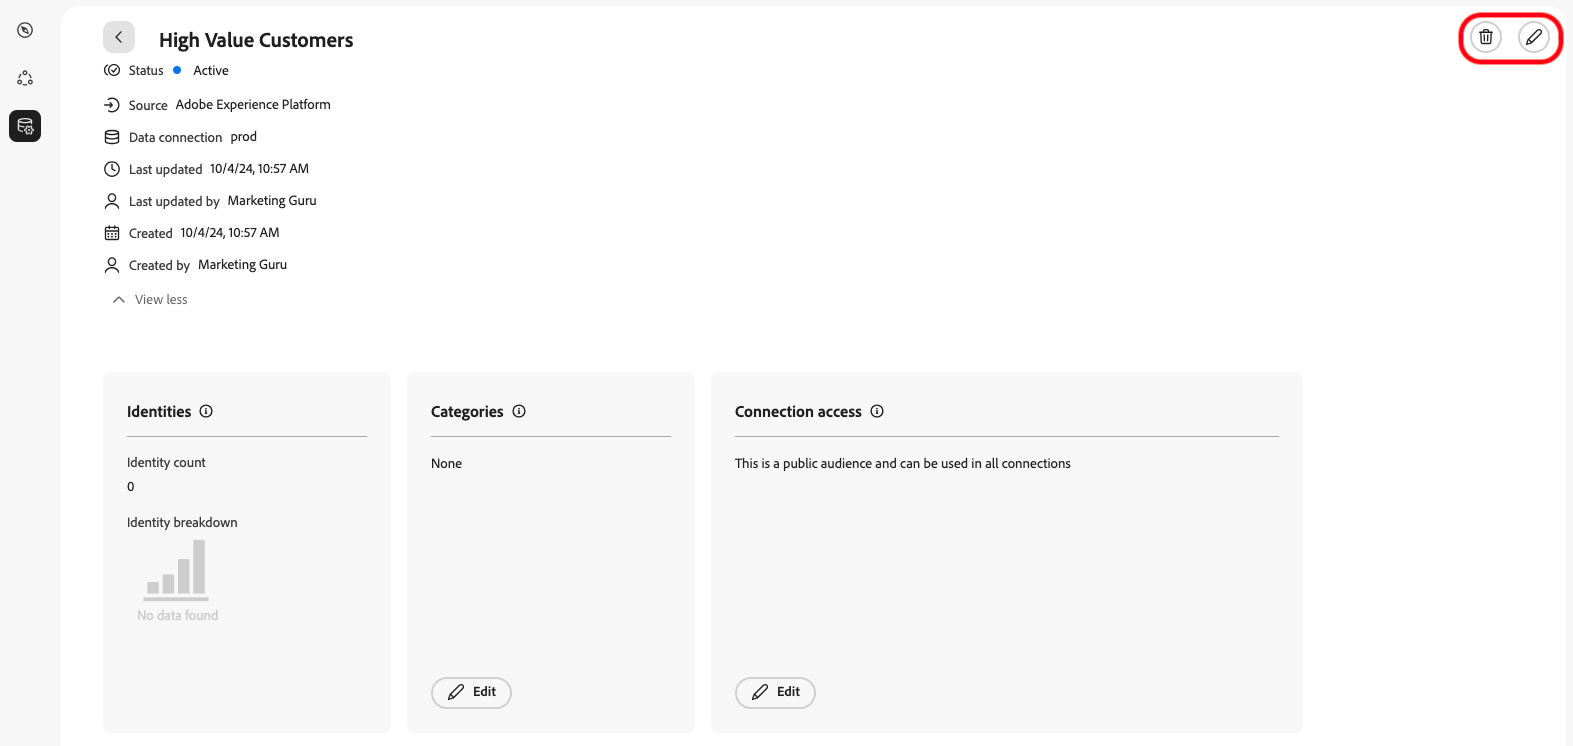 High Value Customers
Status Active
Source Adobe Experience Platform
Data connection prod
Last updated 10/4/24, 10:57 AM
Last updated by Marketing Guru
Created 10/4/24, 10:57 AM
Created by Marketing Guru
View less
Identities
Identity count
0
Identity breakdown
No data found
Categories
None
Edit
Connection access
This is a public audience and can be used in all connections
Edit